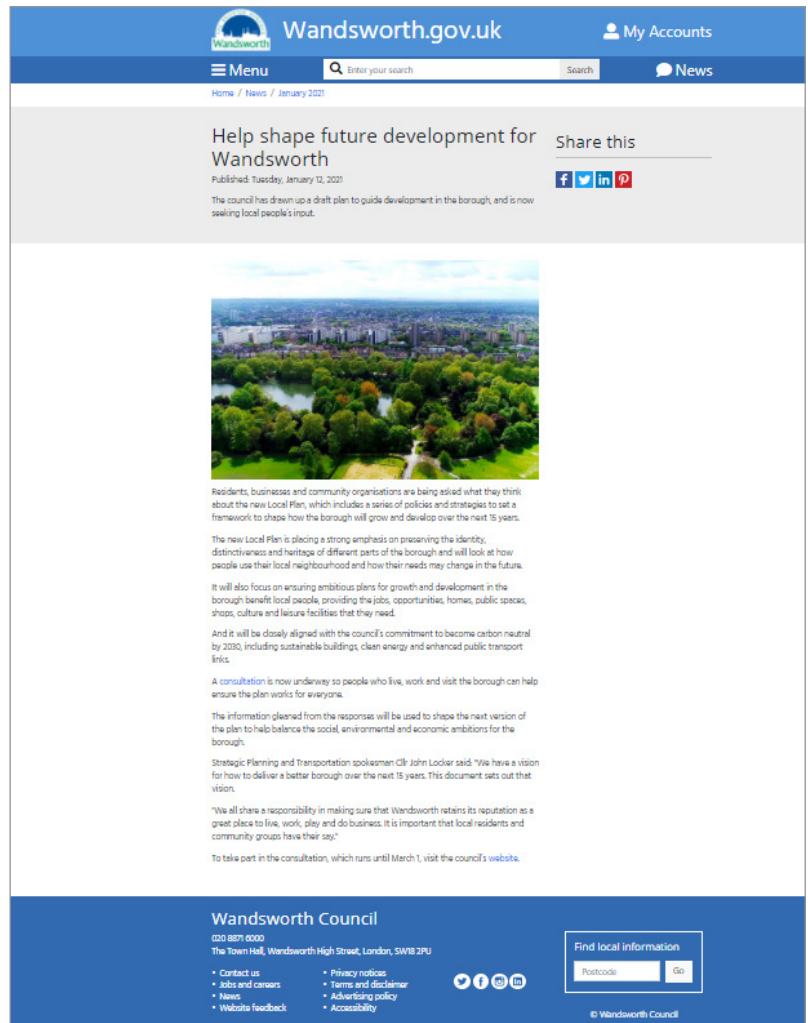 Wandsworth
Wandsworth.gov.uk
My Accounts
Menu
Enter your search
Search
News
Home / News / January 2021
Help shape future development for
Wandsworth
Published: Tuesday, January 12, 2021
The council has drawn up a draft plan to guide development in the borough, and is now
seeking local people's input.
Share this
Residents, businesses and community organisations are being asked what they think
about the new Local Plan, which includes a series of policies and strategies to set a
framework to shape how the borough will grow and develop over the next 15 years.
The new Local Plan is placing a strong emphasis on preserving the identity,
distinctiveness and heritage of different parts of the borough and will look at how
people use their local neighbourhood and how their needs may change in the future.
It will also focus on ensuring ambitious plans for growth and development in the
borough benefit local people, providing the jobs, opportunities, homes, public spaces,
shops, culture and leisure facilities that they need.
And it will be closely aligned with the council's commitment to become carbon neutral
by 2030, including sustainable buildings, clean energy and enhanced public transport
links.
A consultation is now underway so people who live, work and visit the borough can help
ensure the plan works for everyone.
The information gleaned from the responses will be used to shape the next version of
the plan to help balance the social, environmental and economic ambitions for the
borough.
Strategic Planning and Transportation spokesman Cllr John Locker said: "We have a vision
for how to deliver a better borough over the next 15 years. This document sets out that
vision.
"We all share a responsibility in making sure that Wandsworth retains its reputation as a
great place to live, work, play and do business. It is important that local residents and
community groups have their say."
To take part in the consultation, which runs until March 1, visit the council's website.
Wandsworth Council
020 8871 6000
The Town Hall, Wandsworth High Street, London, SW18 2PU
• Contact us
• Jobs and careers
• News
• Website feedback
• Privacy notices
• Terms and disclaimer
• Advertising policy
• Accessibility
Find local information
Postcode
Go
© Wandsworth Council